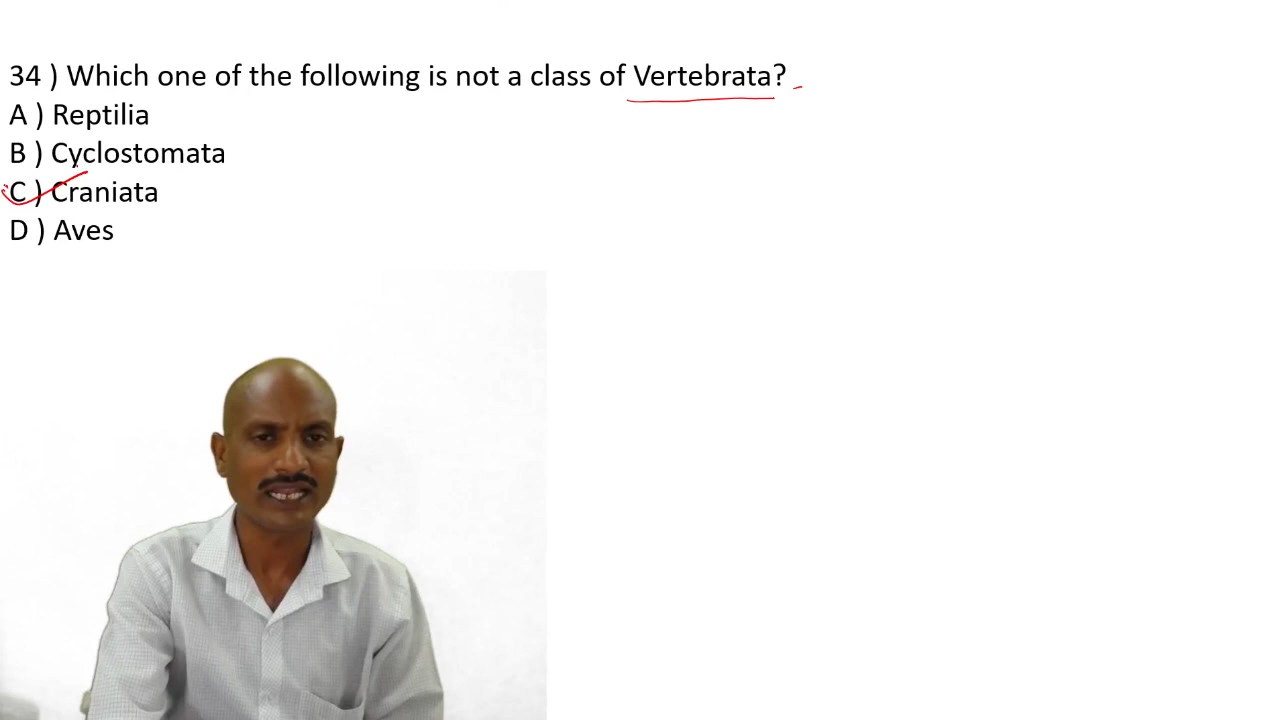 34 ) Which one of the following is not a class of Vertebrata?
A ) Reptilia
B ) Cyclostomata
C ) Craniata
D ) Aves